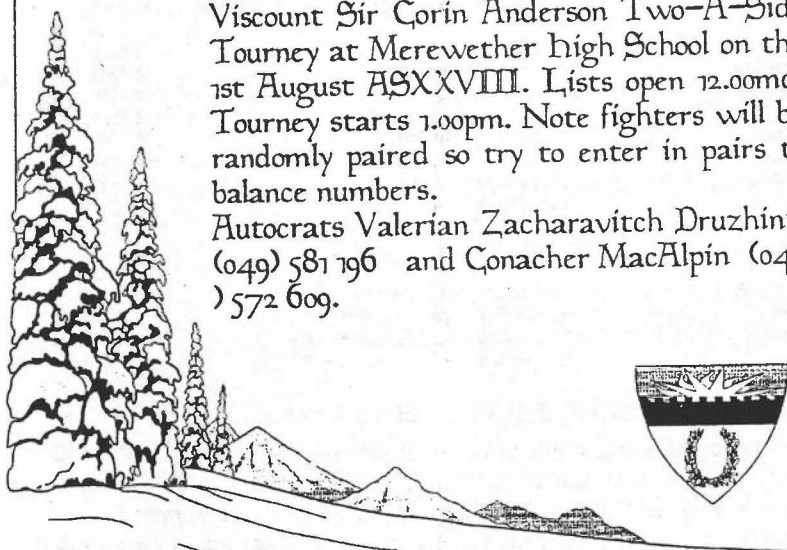 Viscount Sir Corin Anderson Two-A-Sid
Tourney at Merewether High School on th
1st August ASXXVIII. Lists open 12.00md
Tourney starts 1.00pm. Note fighters will b
randomly paired so try to enter in pairs t
balance numbers.
Autocrats Valerian Zacharavitch Druzhin
(049) 581 196 and Conacher MacAlpin (04
) 572 609.